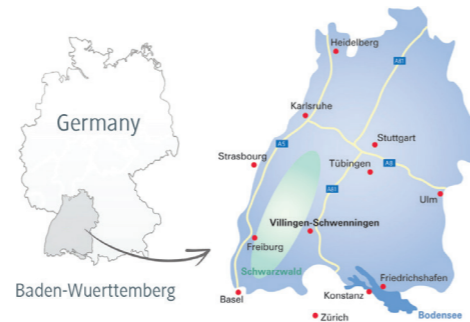 Germany
Baden-Wuerttemberg
Heidelberg
A81
Karlsruhe
Stuttgart
A5
Strasbourg
Tübingen
A8
A81
Ulm
Villingen-Schwenningen
Freiburg
Schwarzwald
Friedrichshafen
Basel
Konstanz
Bodensee
Zürich